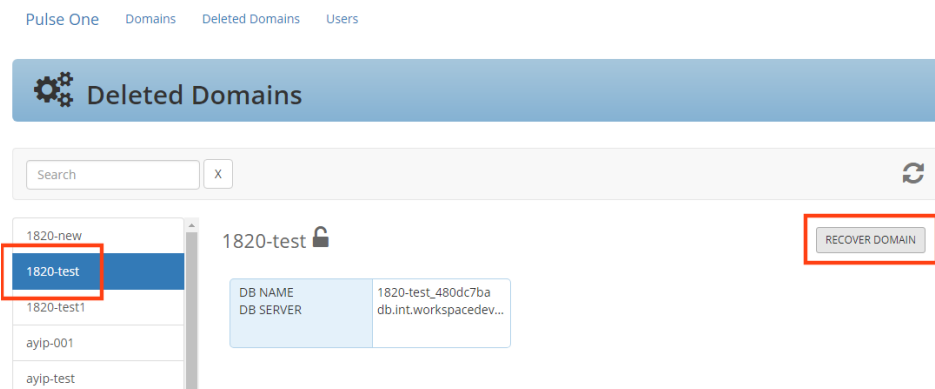 Pulse One Domains Deleted Domains Users
Deleted Domains
Search X
1820-new
1820-test
1820-test1
ayip-001
ayip-test
1820-test
RECOVER DOMAIN
DB NAME 1820-test_480dc7ba
DB SERVER db.int.workspacedev...